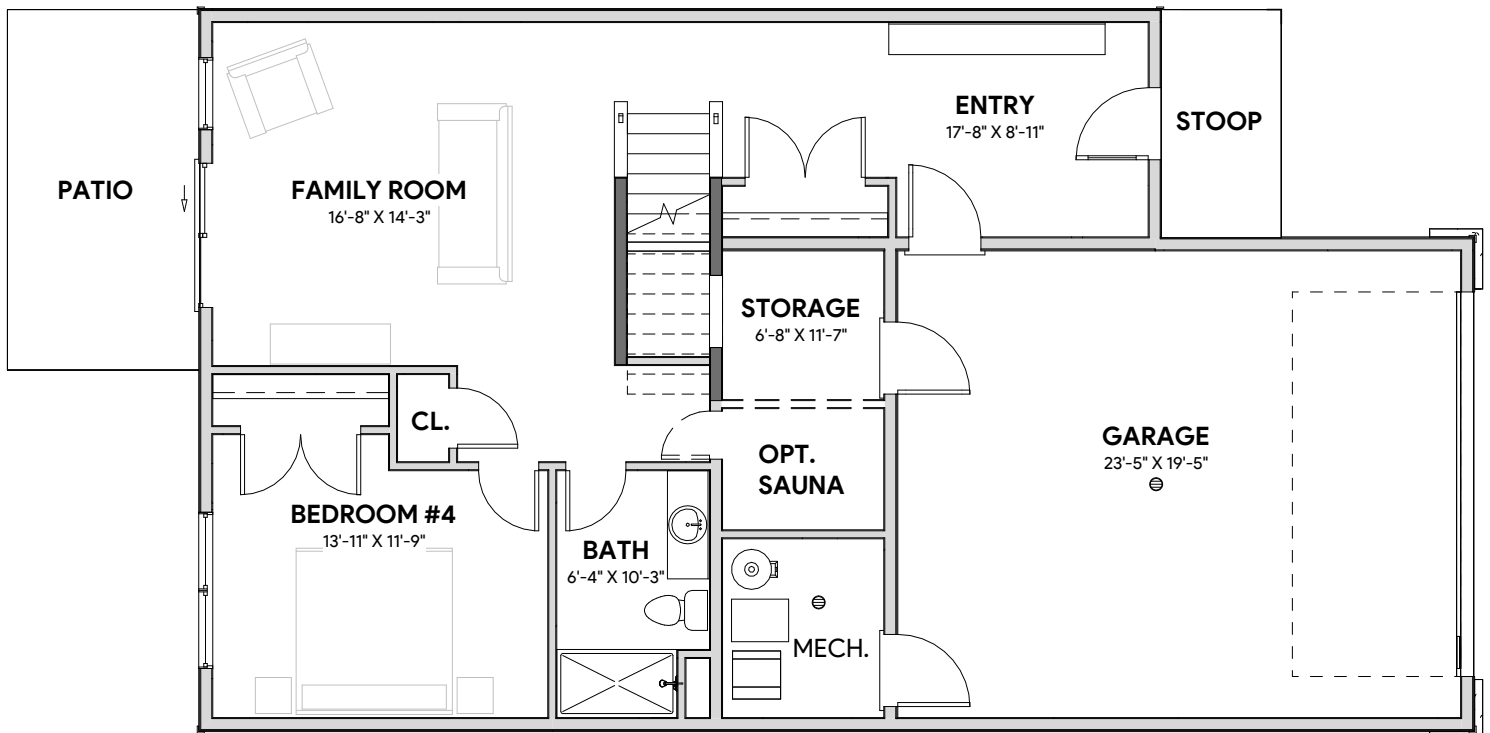 PATIO
FAMILY ROOM
16'-8" X 14'-3"
ENTRY
17'-8" X 8'-11"
STOOP
STORAGE
6'-8" X 11'-7"
CL.
OPT.
SAUNA
GARAGE
23'-5" X 19'-5"
BEDROOM #4
13'-11" X 11'-9"
BATH
6'-4" X 10'-3"
MECH.